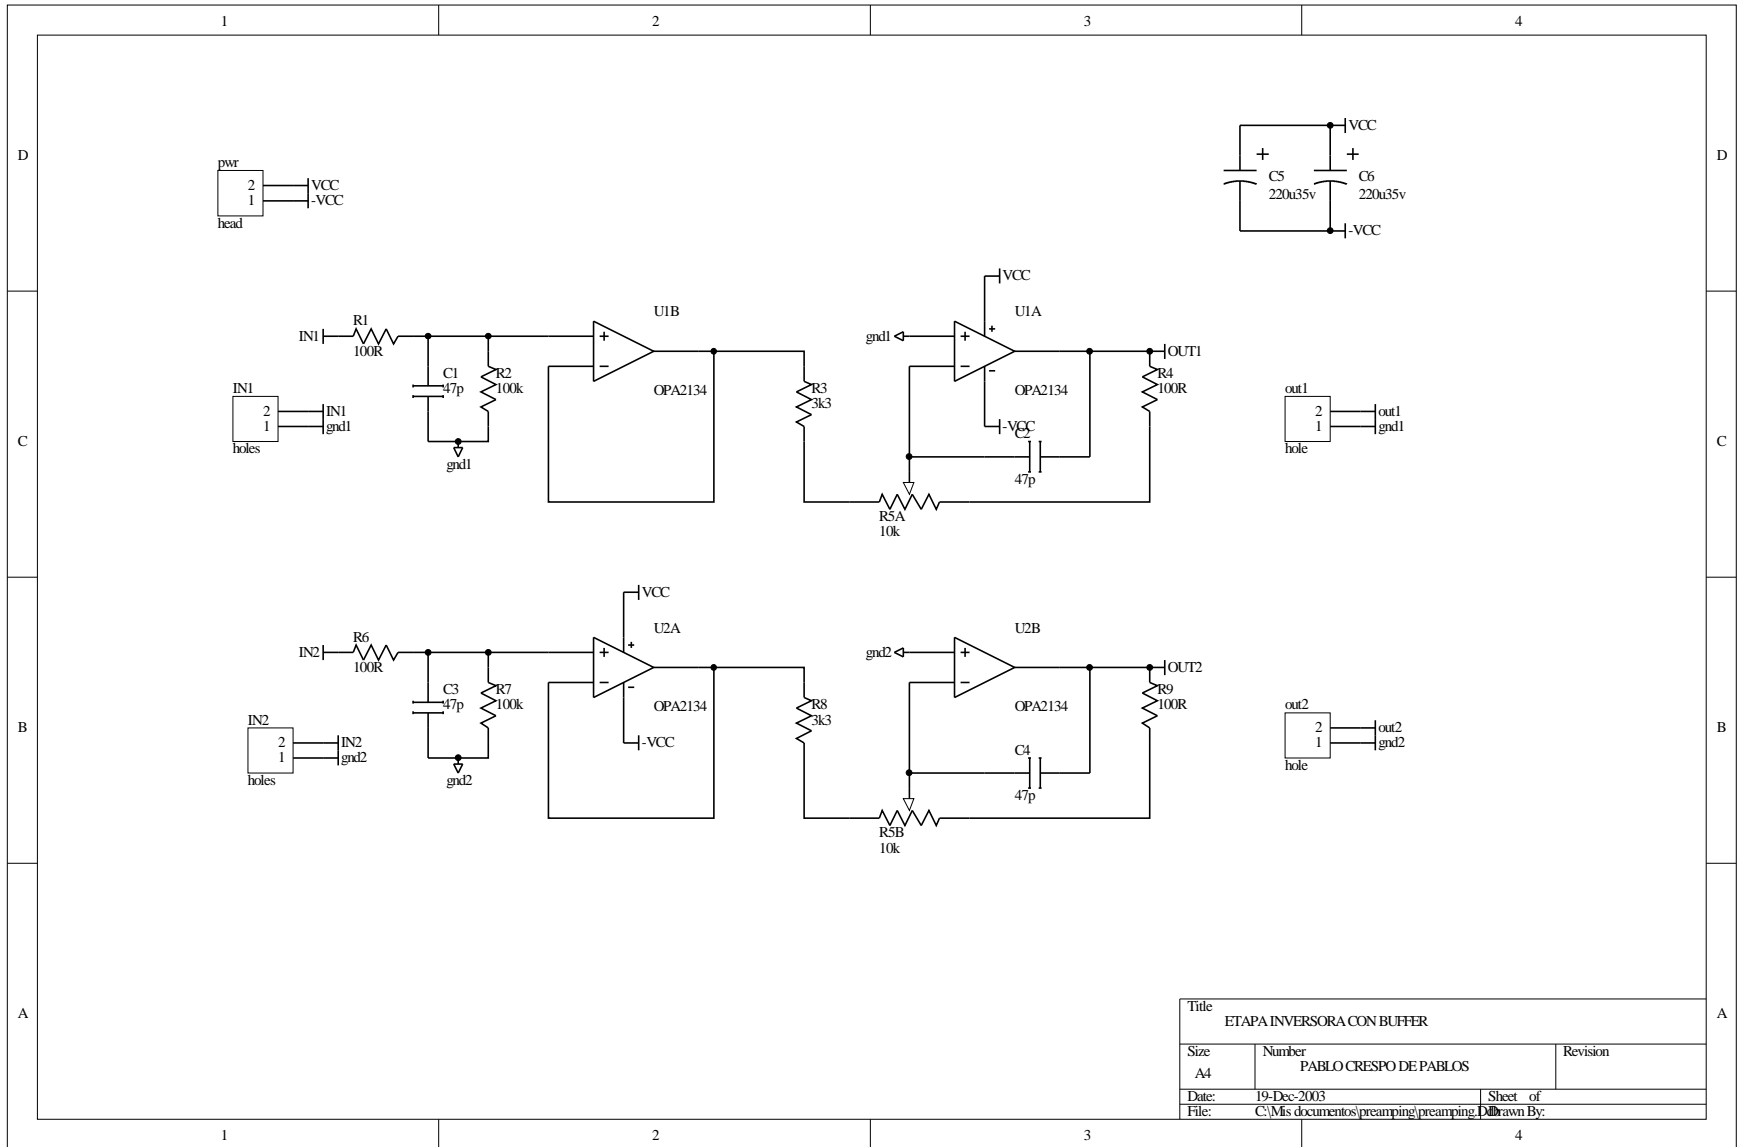 1 2 3 4
D D
pwr
2 VCC
1 -VCC
head
VCC
+ +
C5 C6
220u35v 220u35v
-VCC
C C
IN1 R1
100R
C1
47p
R2
100k
gnd1
U1B
+
-
OPA2134
R3
3k3
VCC
U1A
gnd1 + +
- -
OPA2134
-VCC
C2
47p
R5A
10k
OUT1
R4
100R
IN1
2 IN1
1 gnd1
holes
out1
2 out1
1 gnd1
hole
B B
IN2 R6
100R
C3
47p
R7
100k
gnd2
VCC
U2A
+ +
- -
OPA2134
-VCC
R8
3k3
U2B
gnd2 +
-
OPA2134
C4
47p
R5B
10k
OUT2
R9
100R
IN2
2 IN2
1 gnd2
holes
out2
2 out2
1 gnd2
hole
A A
Title
ETAPA INVERSORA CON BUFFER
Size Number Revision
A4 PABLO CRESPO DE PABLOS
Date: 19-Dec-2003 Sheet of
File: C:\Mis documentos\preamping\preamping.Ddb Drawn By:
1 2 3 4